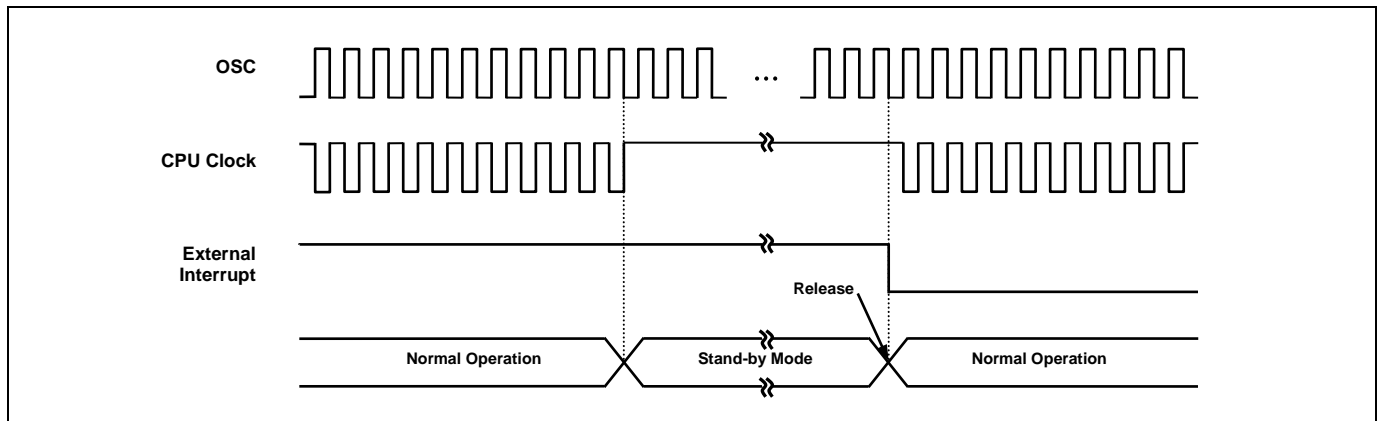 OSC
...
CPU Clock
External
Interrupt
Release
Normal Operation
Stand-by Mode
Normal Operation